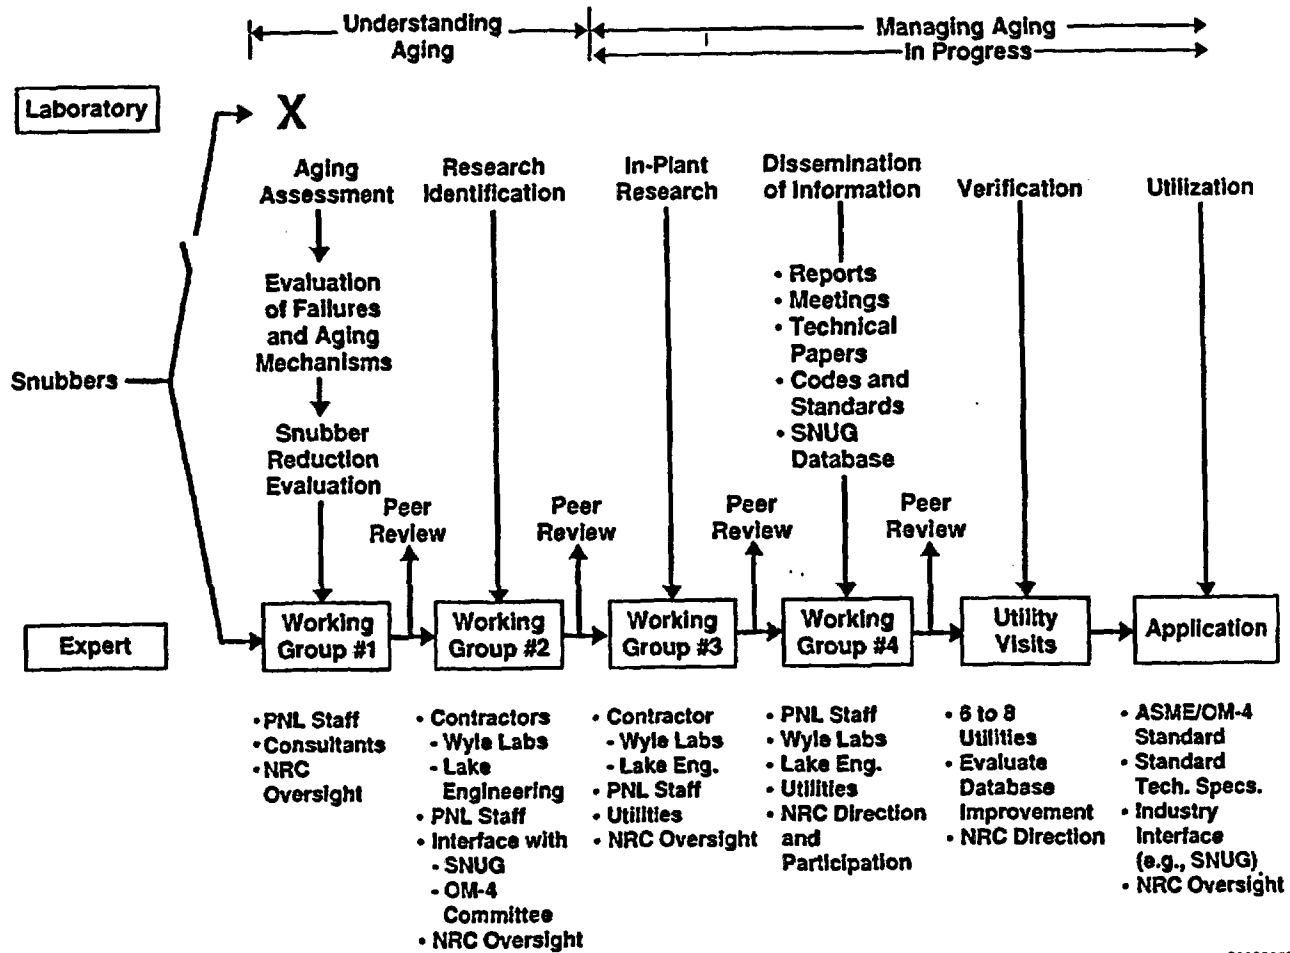 Understanding
Aging
Managing Aging
In Progress
Laboratory
X
Aging
Assessment
Research
Identification
In-Plant
Research
Dissemination
of Information
Verification
Utilization
Evaluation
of Failures
and Aging
Mechanisms
• Reports
• Meetings
• Technical
Papers
• Codes and
Standards
• SNUG
Database
Snubbers
Snubber
Reduction
Evaluation
Peer
Review
Peer
Review
Peer
Review
Peer
Review
Expert
Working
Group #1
Working
Group #2
Working
Group #3
Working
Group #4
Utility
Visits
Application
• PNL Staff
• Consultants
• NRC
Oversight
• Contractors
- Wyle Labs
- Lake
Engineering
• PNL Staff
• Interface with
- SNUG
- OM-4
Committee
• NRC Oversight
• Contractor
- Wyle Labs
- Lake Eng.
• PNL Staff
• Utilities
• NRC Oversight
• PNL Staff
• Wyle Labs
• Lake Eng.
• Utilities
• NRC Direction
and
Participation
• 6 to 8
Utilities
• Evaluate
Database
Improvement
• NRC Direction
• ASME/OM-4
Standard
• Standard
Tech. Specs.
• Industry
Interface
(e.g., SNUG)
• NRC Oversight